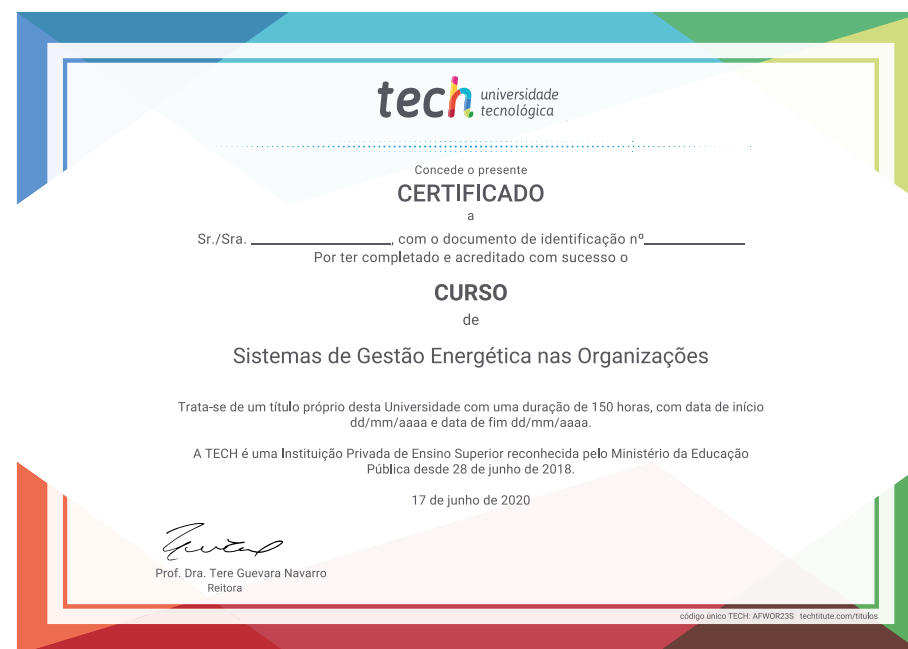 tech universidade
tecnológica
Concede o presente
CERTIFICADO
a
Sr./Sra. ________________, com o documento de identificação nº____________
Por ter completado e acreditado com sucesso o
CURSO
de
Sistemas de Gestão Energética nas Organizações
Trata-se de um título próprio desta Universidade com uma duração de 150 horas, com data de início
dd/mm/aaaa e data de fim dd/mm/aaaa.
A TECH é uma Instituição Privada de Ensino Superior reconhecida pelo Ministério da Educação
Pública desde 28 de junho de 2018.
17 de junho de 2020
Prof. Dra. Tere Guevara Navarro
Reitora
código único TECH: AFWOR23S techtitute.com/titulos